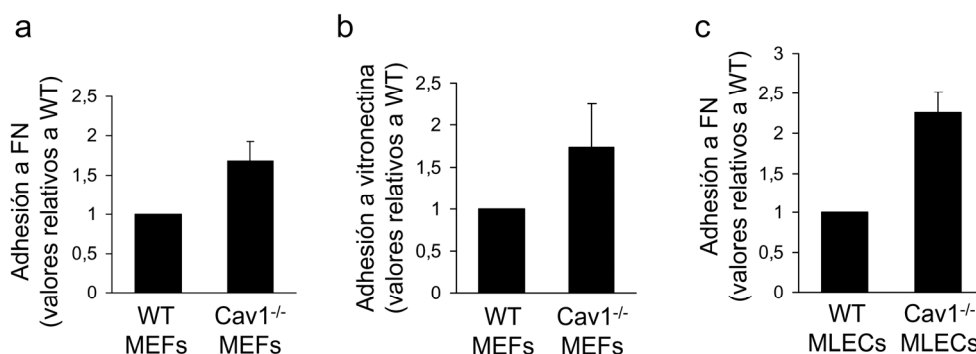 a
Adhesión a FN
(valores relativos a WT)
2,5
2
1,5
1
0,5
0
WT
MEFs
Cav1-/-
MEFs
b
Adhesión a vitronectina
(valores relativos a WT)
2,5
2
1,5
1
0,5
0
WT
MEFs
Cav1-/-
MEFs
c
Adhesión a FN
(valores relativos a WT)
3
2,5
2
1,5
1
0,5
0
WT
MLECs
Cav1-/-
MLECs